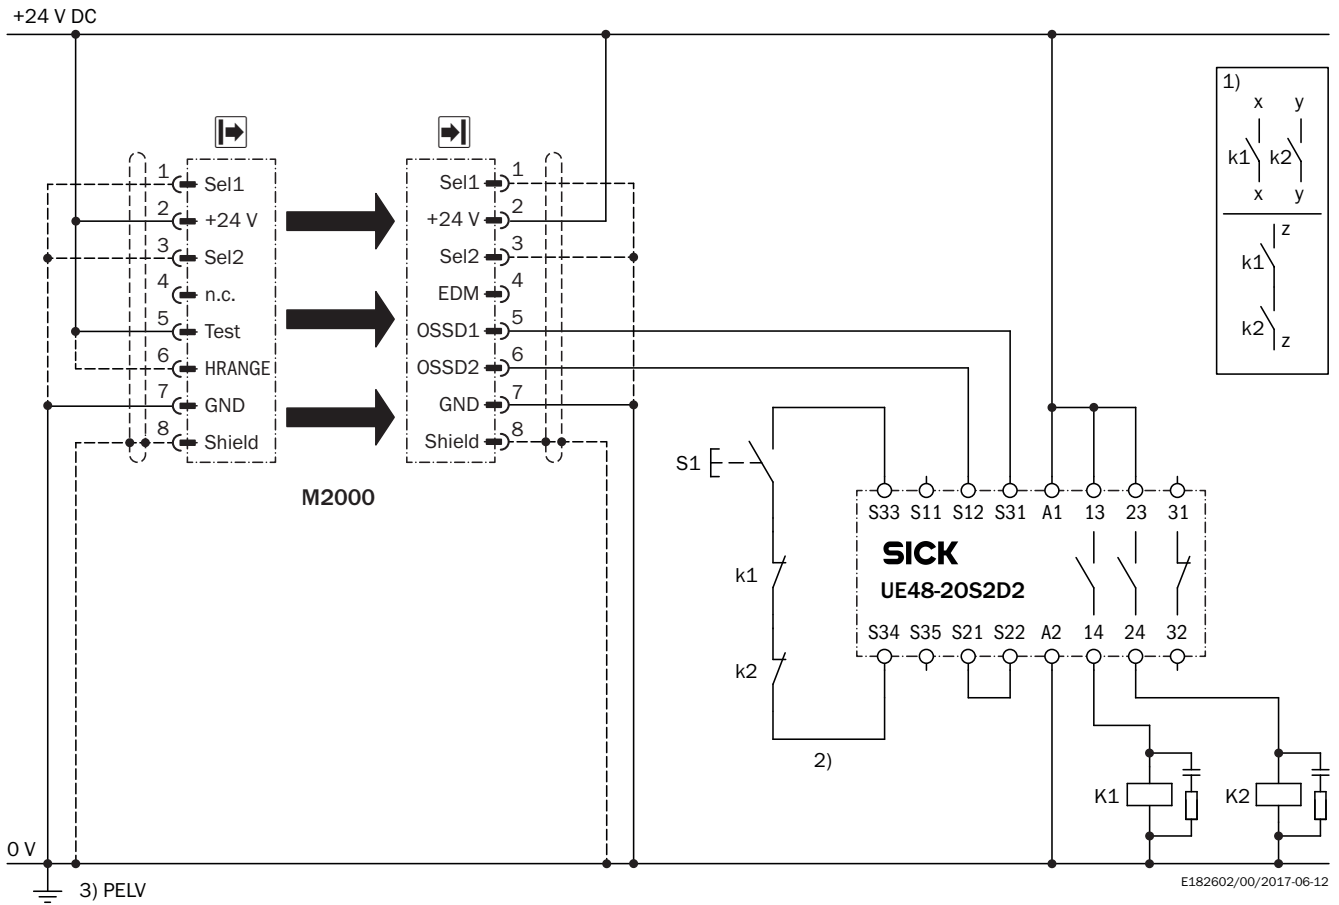 +24 V DC
1)
x y
k1 k2
x y
z
k1
k2
z
1 Sel1
2 +24 V
3 Sel2
4 n.c.
5 Test
6 HRANGE
7 GND
8 Shield
Sel1 1
+24 V 2
Sel2 3
EDM 4
OSSD1 5
OSSD2 6
GND 7
Shield 8
M2000
S1
k1
k2
2)
S33 S11 S12 S31 A1 13 23 31
SICK
UE48-20S2D2
S34 S35 S21 S22 A2 14 24 32
K1
K2
0 V
3) PELV
E182602/00/2017-06-12